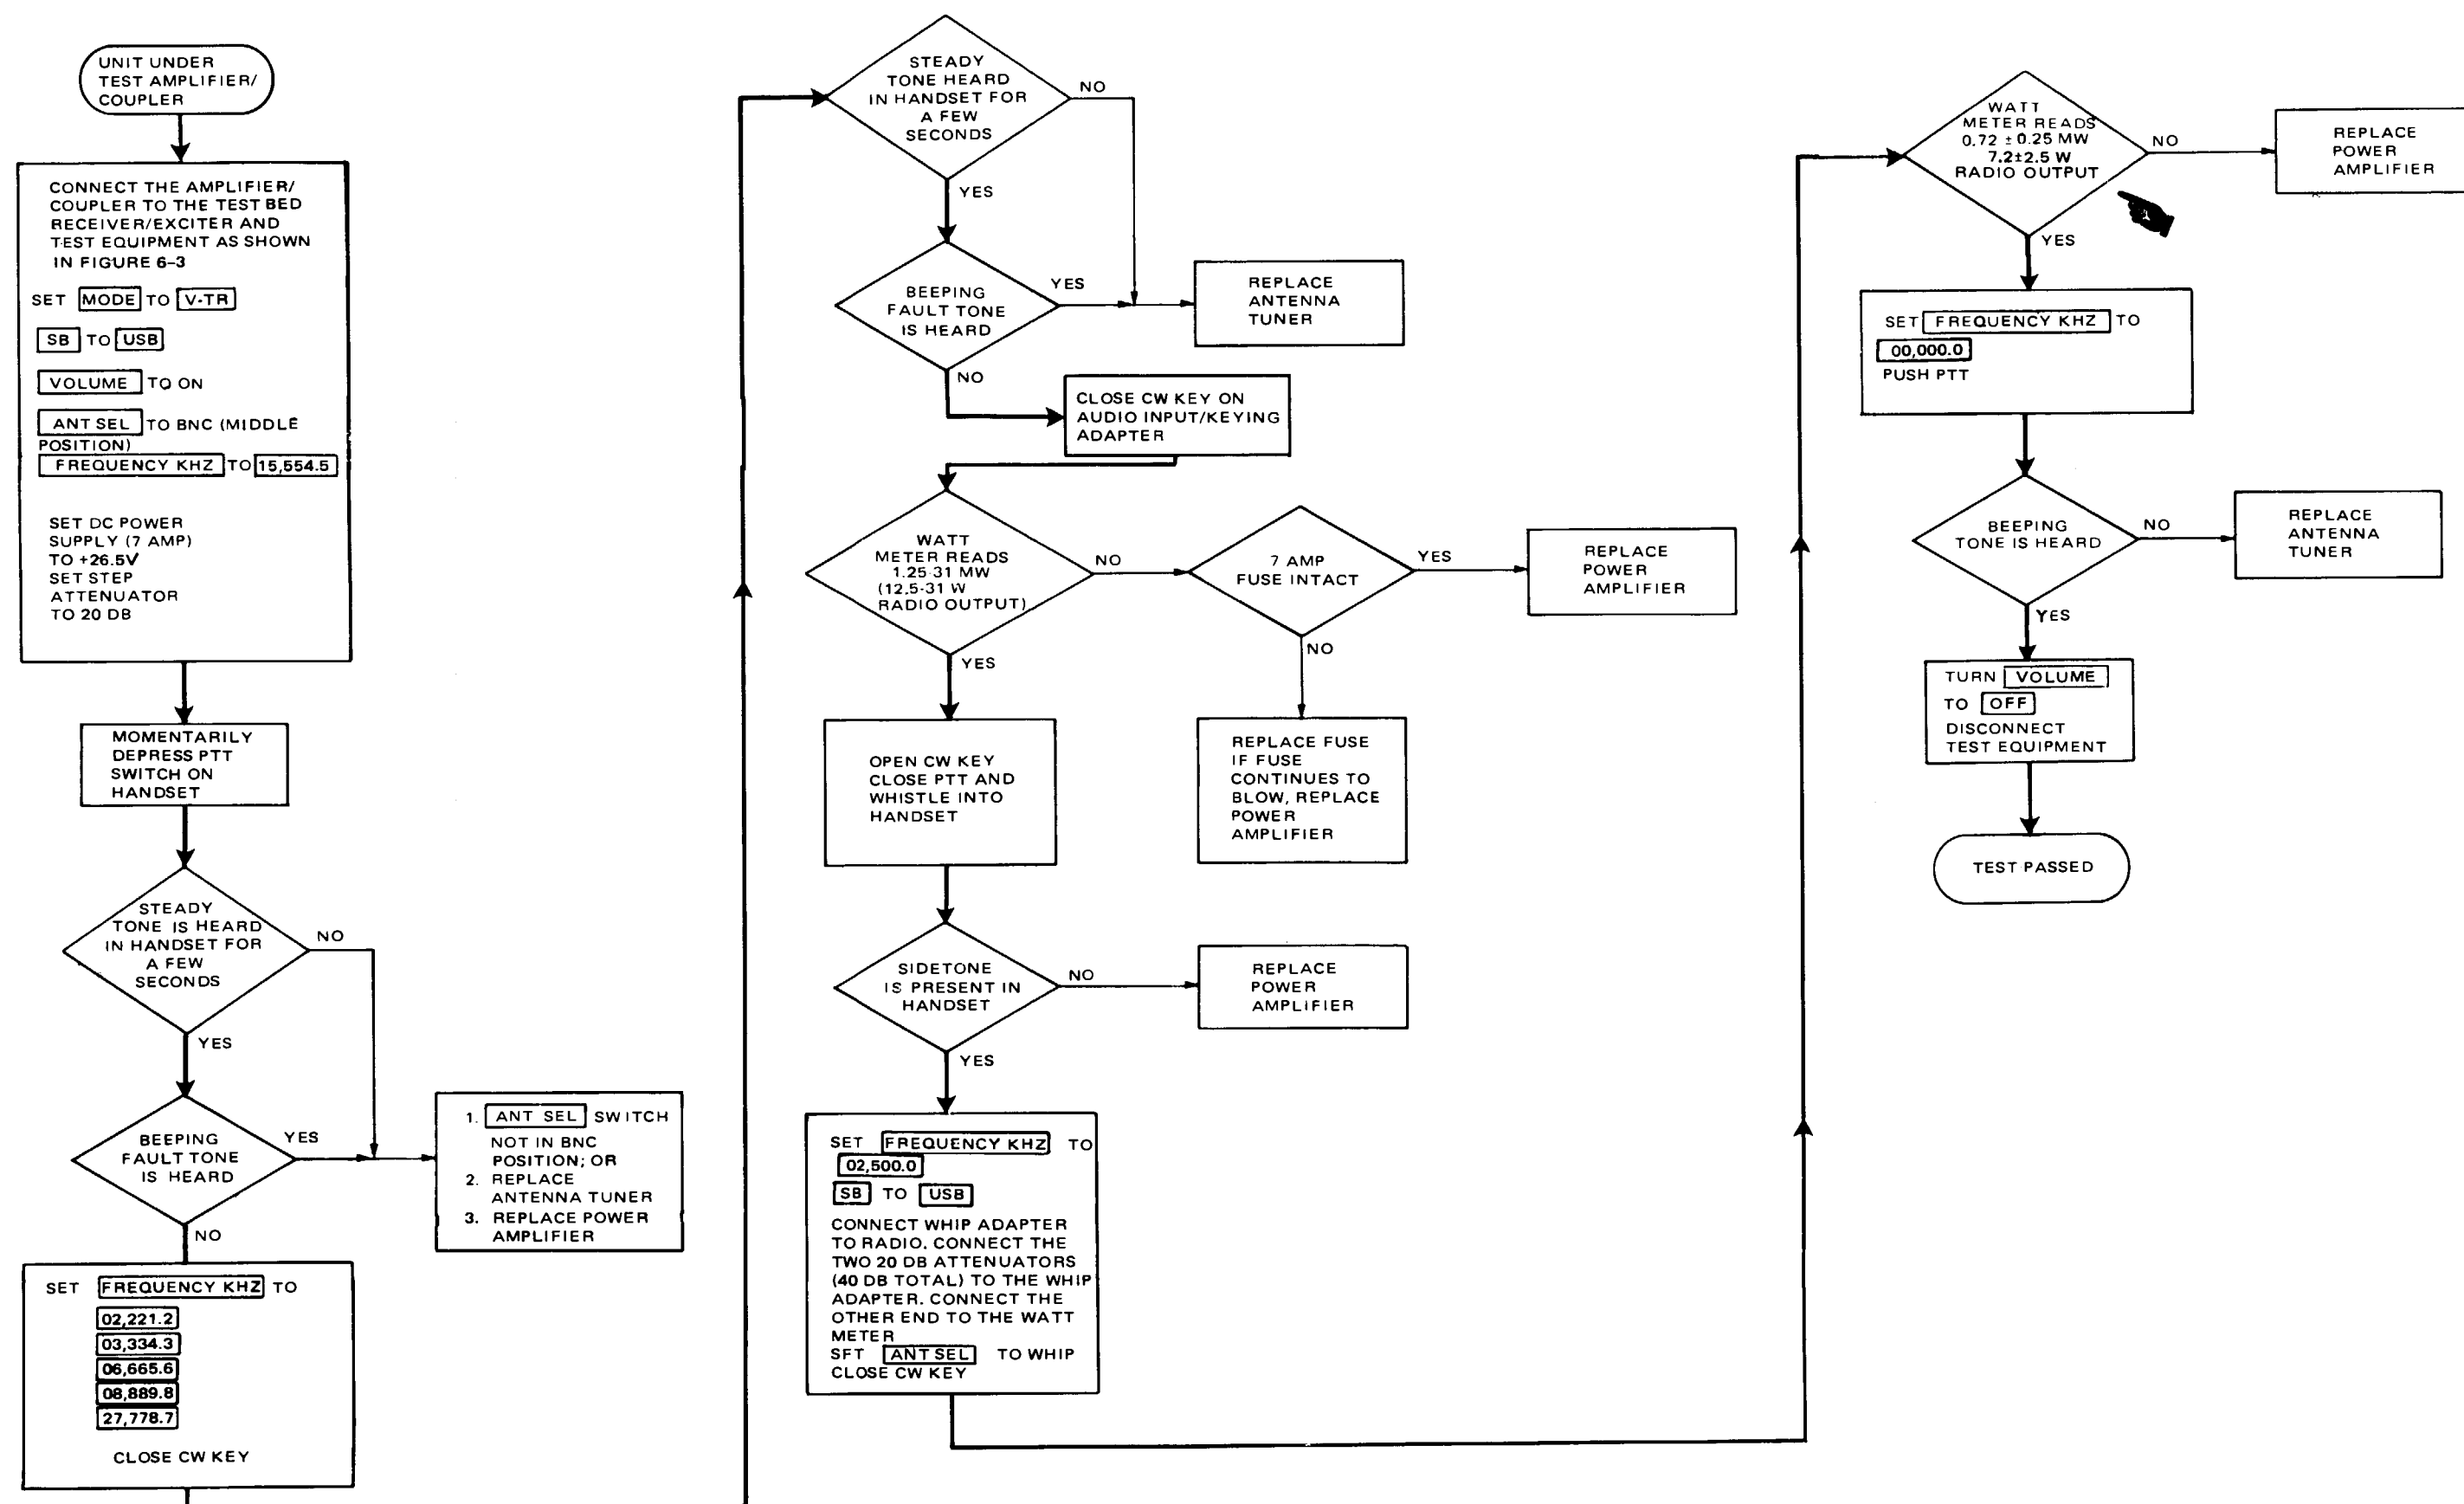 UNIT UNDER
TEST AMPLIFIER/
COUPLER
CONNECT THE AMPLIFIER/
COUPLER TO THE TEST BED
RECEIVER/EXCITER AND
TEST EQUIPMENT AS SHOWN
IN FIGURE 6-3
SET MODE TO V-TR
SB TO USB
VOLUME TO ON
ANT SEL TO BNC (MIDDLE
POSITION)
FREQUENCY KHZ TO 15,554.5
SET DC POWER
SUPPLY (7 AMP)
TO +26.5V
SET STEP
ATTENUATOR
TO 20 DB
MOMENTARILY
DEPRESS PTT
SWITCH ON
HANDSET
STEADY
TONE IS HEARD
IN HANDSET FOR
A FEW
SECONDS
NO
YES
BEEPING
FAULT TONE
IS HEARD
YES
NO
1. ANT SEL SWITCH
NOT IN BNC
POSITION; OR
2. REPLACE
ANTENNA TUNER
3. REPLACE POWER
AMPLIFIER
SET FREQUENCY KHZ TO
02,221.2
03,334.3
06,665.6
08,889.8
27,778.7
CLOSE CW KEY
STEADY
TONE HEARD
IN HANDSET FOR
A FEW
SECONDS
NO
YES
BEEPING
FAULT TONE
IS HEARD
YES
NO
REPLACE
ANTENNA
TUNER
CLOSE CW KEY ON
AUDIO INPUT/KEYING
ADAPTER
WATT
METER READS
1.25-31 MW
(12.5-31 W
RADIO OUTPUT)
NO
YES
7 AMP
FUSE INTACT
YES
NO
REPLACE
POWER
AMPLIFIER
REPLACE FUSE
IF FUSE
CONTINUES TO
BLOW, REPLACE
POWER
AMPLIFIER
OPEN CW KEY
CLOSE PTT AND
WHISTLE INTO
HANDSET
SIDETONE
IS PRESENT IN
HANDSET
NO
YES
REPLACE
POWER
AMPLIFIER
SET FREQUENCY KHZ TO
02,500.0
SB TO USB
CONNECT WHIP ADAPTER
TO RADIO. CONNECT THE
TWO 20 DB ATTENUATORS
(40 DB TOTAL) TO THE WHIP
ADAPTER. CONNECT THE
OTHER END TO THE WATT
METER
SFT ANT SEL TO WHIP
CLOSE CW KEY
WATT
METER READS
0.72 ± 0.25 MW
7.2±2.5 W
RADIO OUTPUT
NO
YES
REPLACE
POWER
AMPLIFIER
SET FREQUENCY KHZ TO
00,000.0
PUSH PTT
BEEPING
TONE IS HEARD
NO
YES
REPLACE
ANTENNA
TUNER
TURN VOLUME
TO OFF
DISCONNECT
TEST EQUIPMENT
TEST PASSED